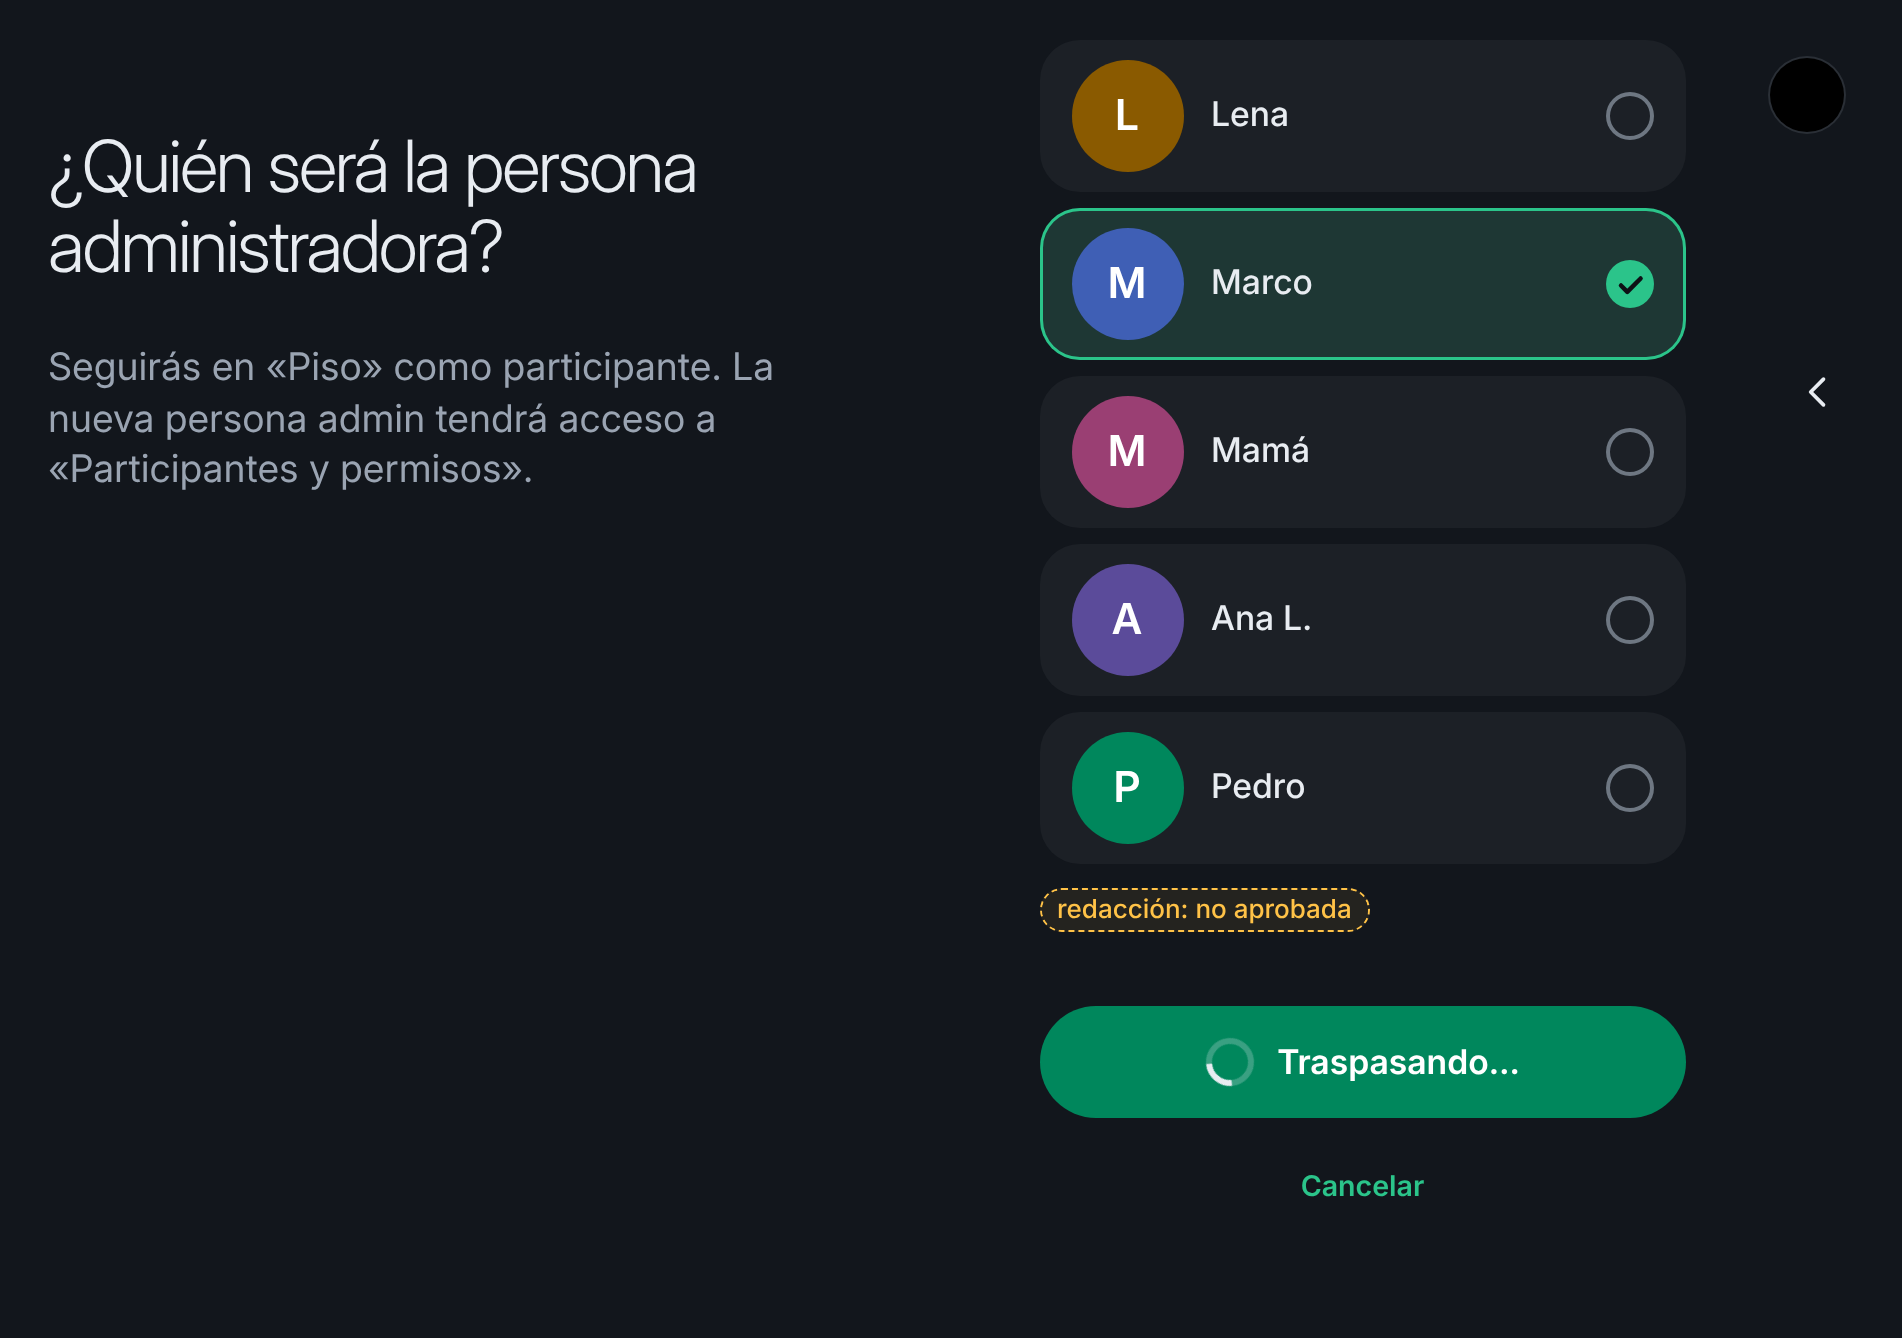 ¿Quién será la persona
administradora?
Seguirás en «Piso» como participante. La
nueva persona admin tendrá acceso a
«Participantes y permisos».
L Lena
M Marco
M Mamá
A Ana L.
P Pedro
redacción: no aprobada
Traspasando...
Cancelar